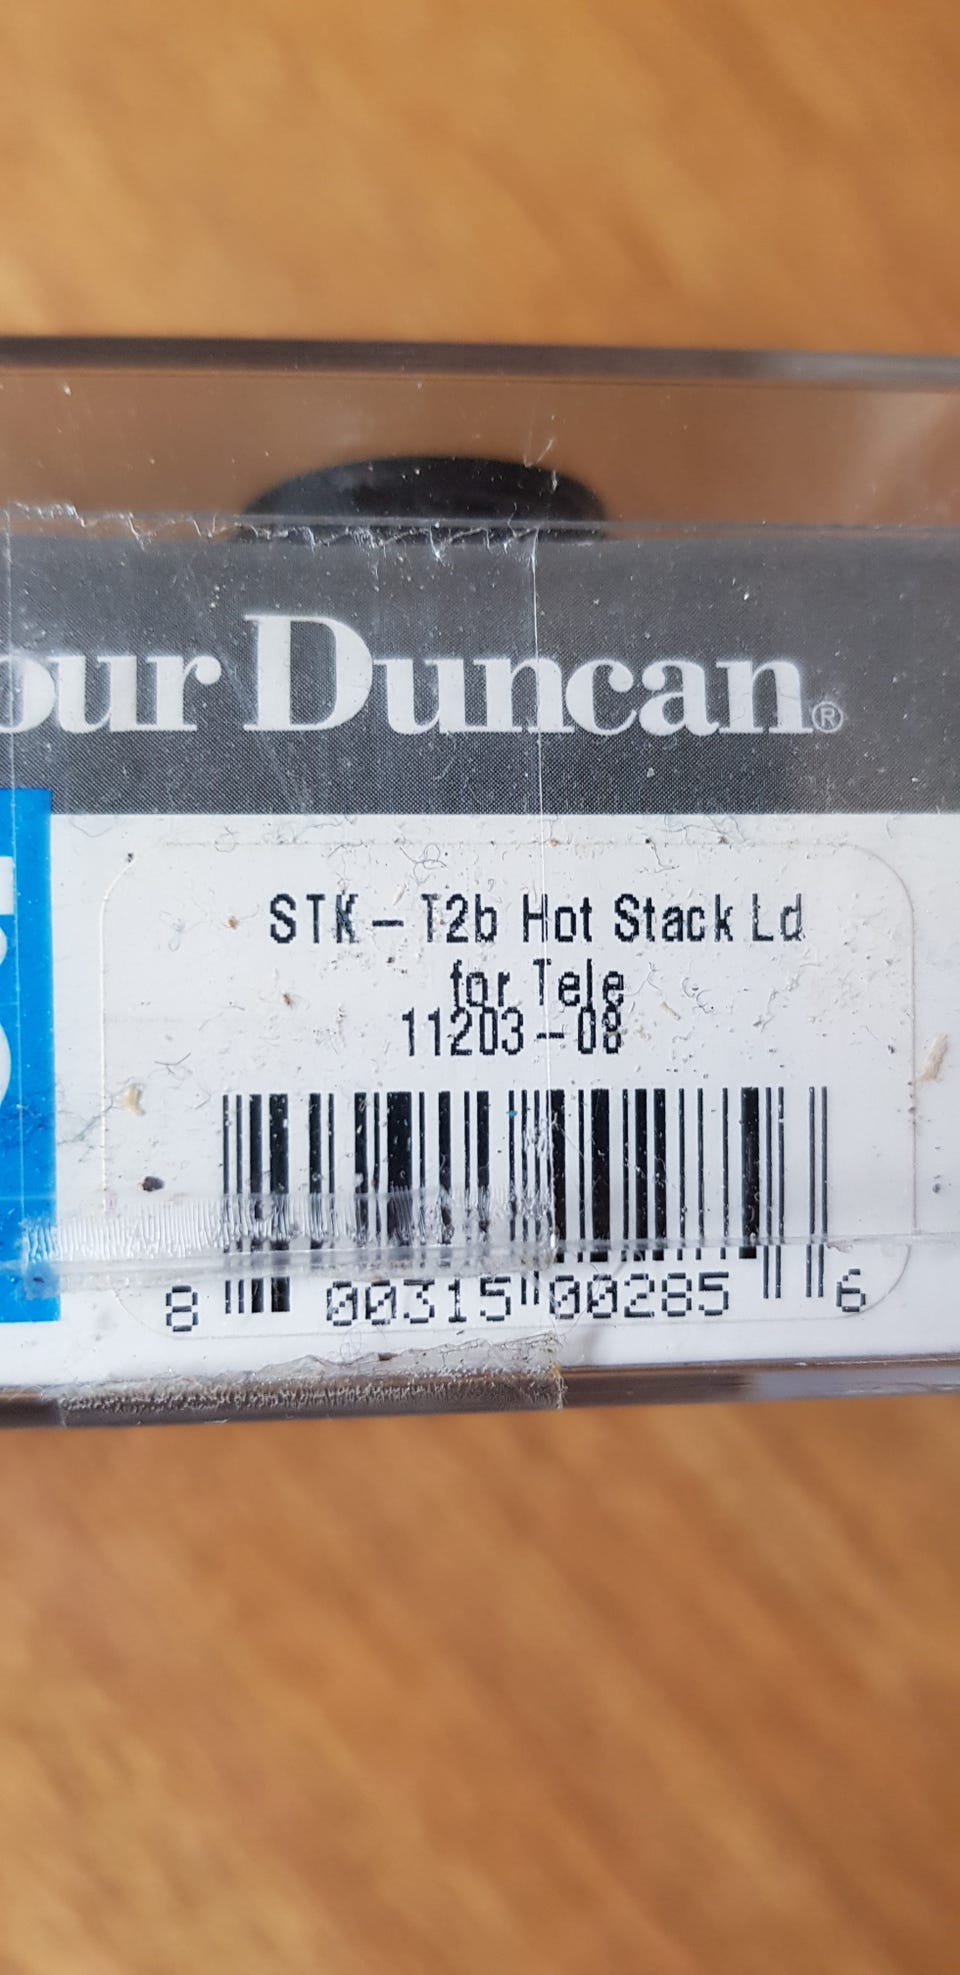 our Duncan®
STK-T2b Hot Stack Ld
for Tele
11203-08
8 00315 00285 6